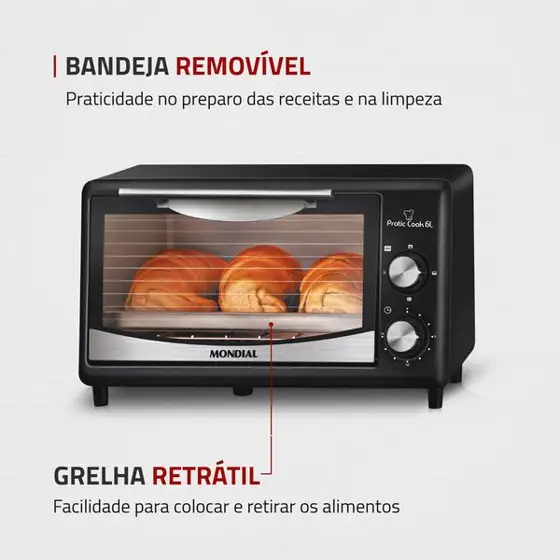 BANDEJA REMOVÍVEL
Praticidade no preparo das receitas e na limpeza
Pratic Cook 6L
MONDIAL
GRELHA RETRÁTIL
Facilidade para colocar e retirar os alimentos